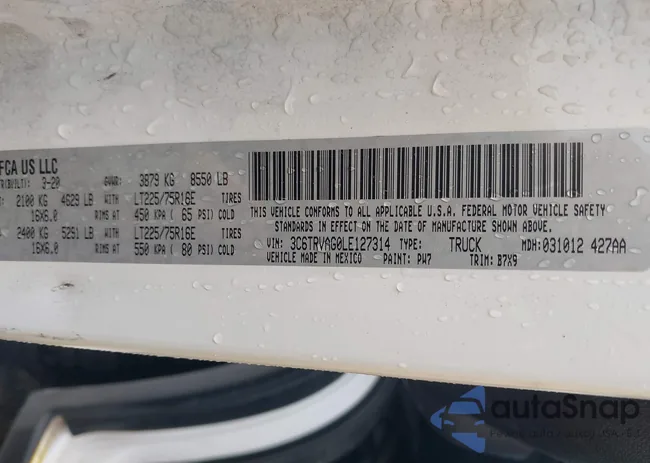 FCA US LLC
R(BUILT): 3-20 GVWR: 3879 KG 8550 LB
2100 KG 4629 LB WITH LT225/75R16E TIRES
16X6.0 RIMS AT 450 KPA ( 65 PSI) COLD
2400 KG 5291 LB WITH LT225/75R16E TIRES
16X6.0 RIMS AT 550 KPA ( 80 PSI) COLD
THIS VEHICLE CONFORMS TO ALL APPLICABLE U.S.A. FEDERAL MOTOR VEHICLE SAFETY
STANDARDS IN EFFECT ON THE DATE OF MANUFACTURE SHOWN ABOVE.
VIN: 3C6TRVAG0LE127314 TYPE: TRUCK MDH: 031012 427AA
VEHICLE MADE IN MEXICO PAINT: PW7 TRIM: B7X9
autoSnap